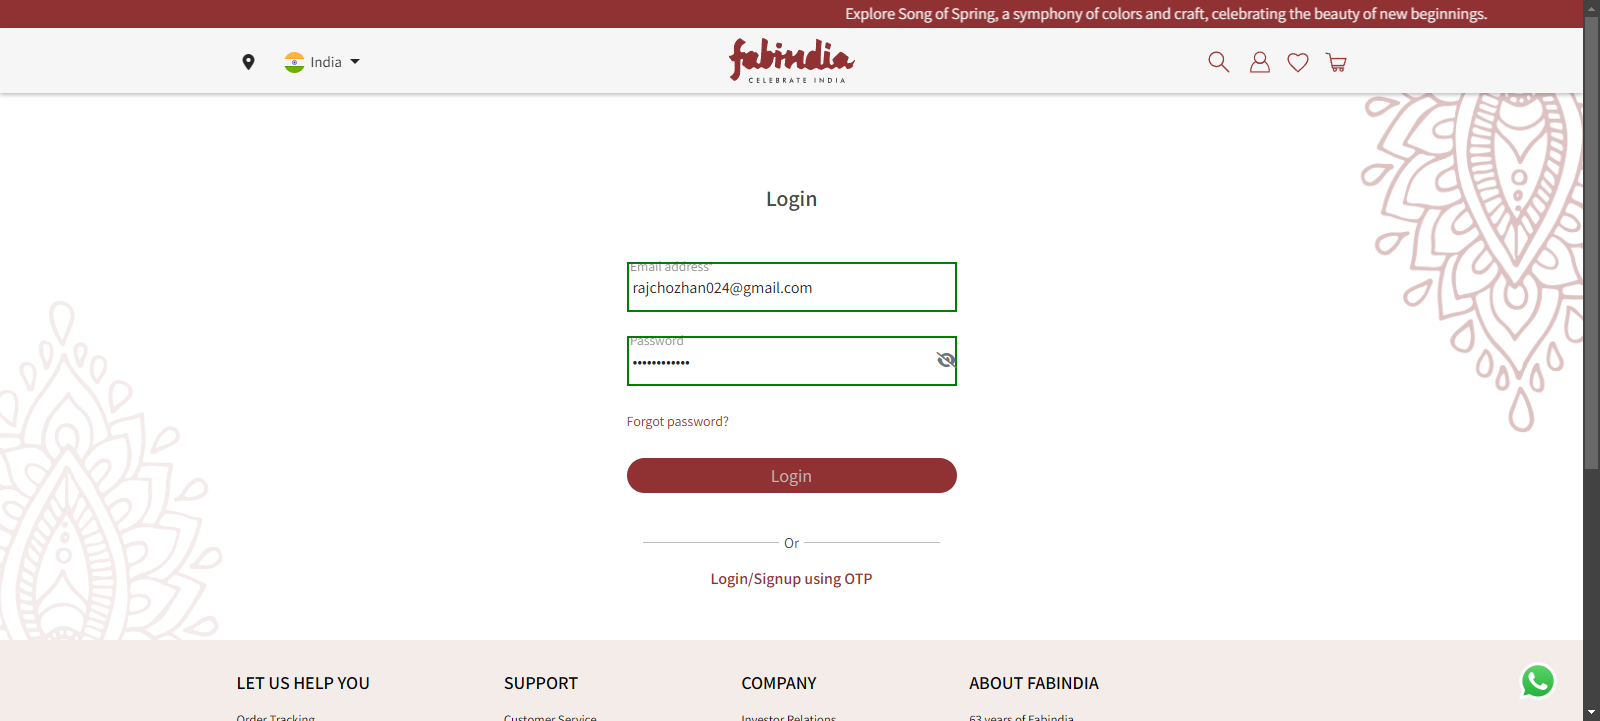 Explore Song of Spring, a symphony of colors and craft, celebrating the beauty of new beginnings.
India
fabindia
CELEBRATE INDIA
Login
Email address*
rajchozhan024@gmail.com
Password
••••••••••••
Forgot password?
Login
Or
Login/Signup using OTP
LET US HELP YOU SUPPORT COMPANY ABOUT FABINDIA
Order Tracking Customer Service Investor Relations 63 years of Fabindia